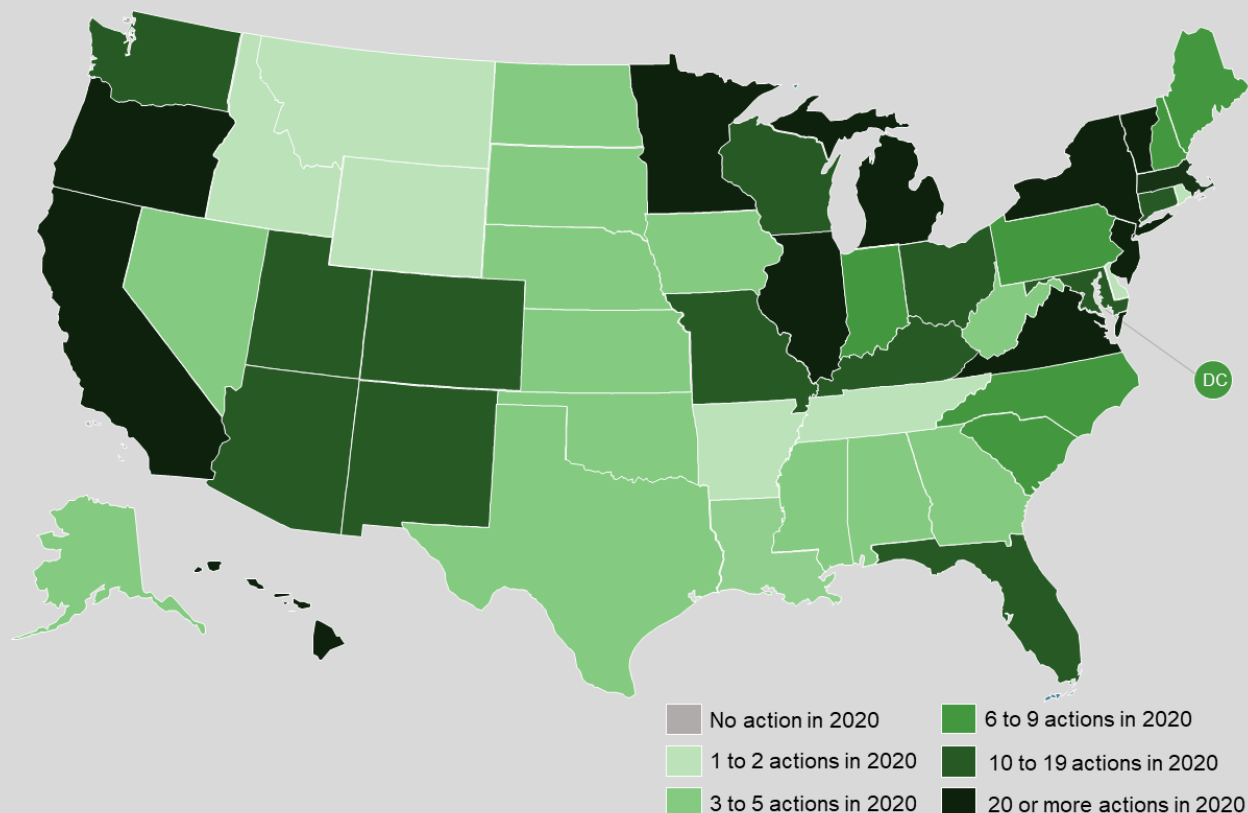 DC
No action in 2020
1 to 2 actions in 2020
3 to 5 actions in 2020
6 to 9 actions in 2020
10 to 19 actions in 2020
20 or more actions in 2020